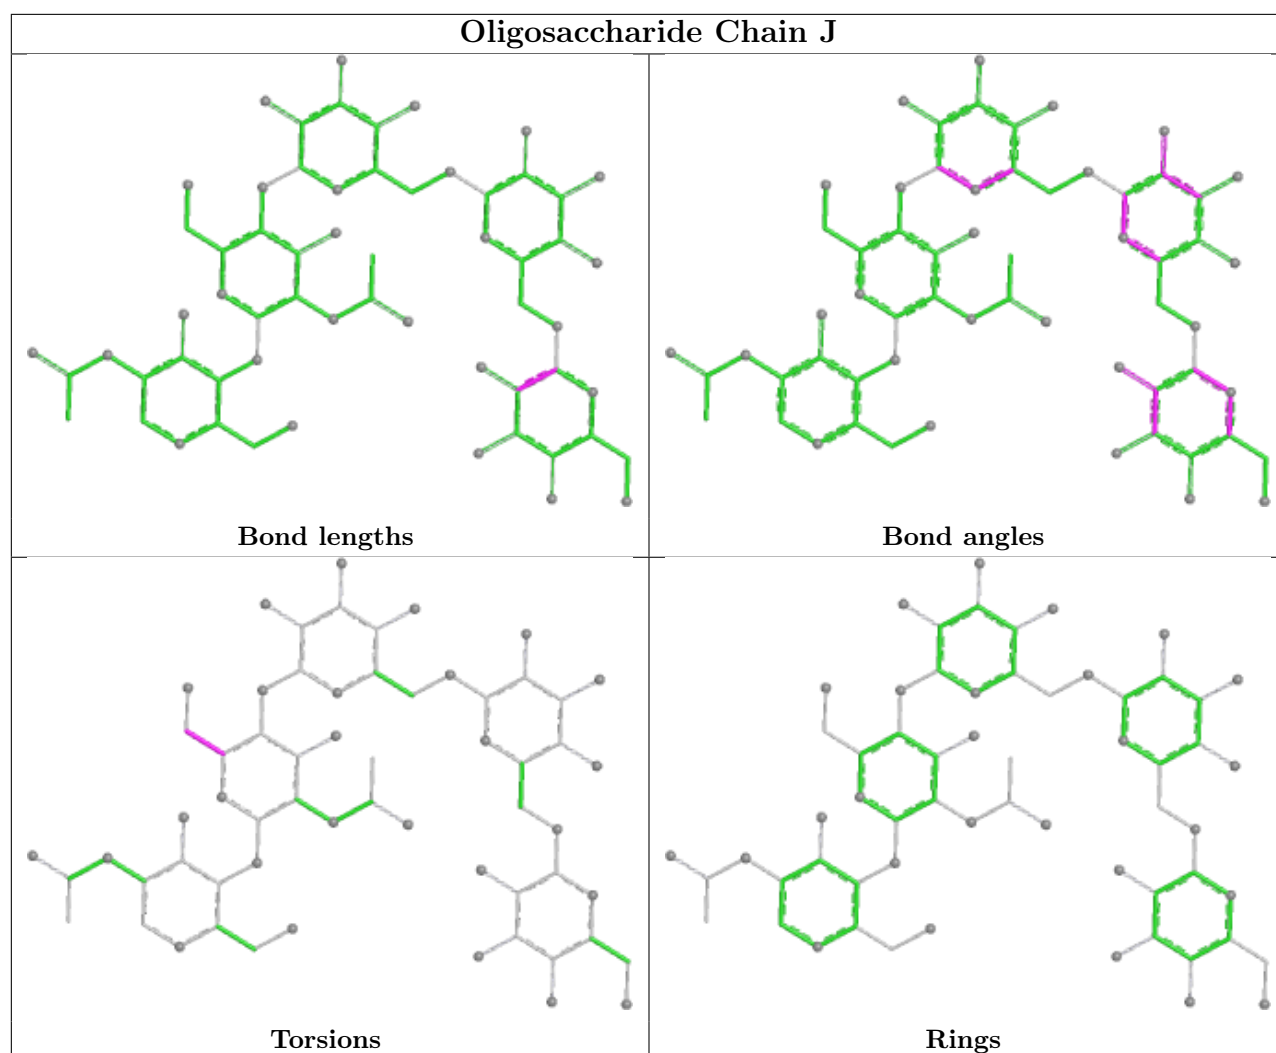 Oligosaccharide Chain J
Bond lengths
Bond angles
Torsions
Rings